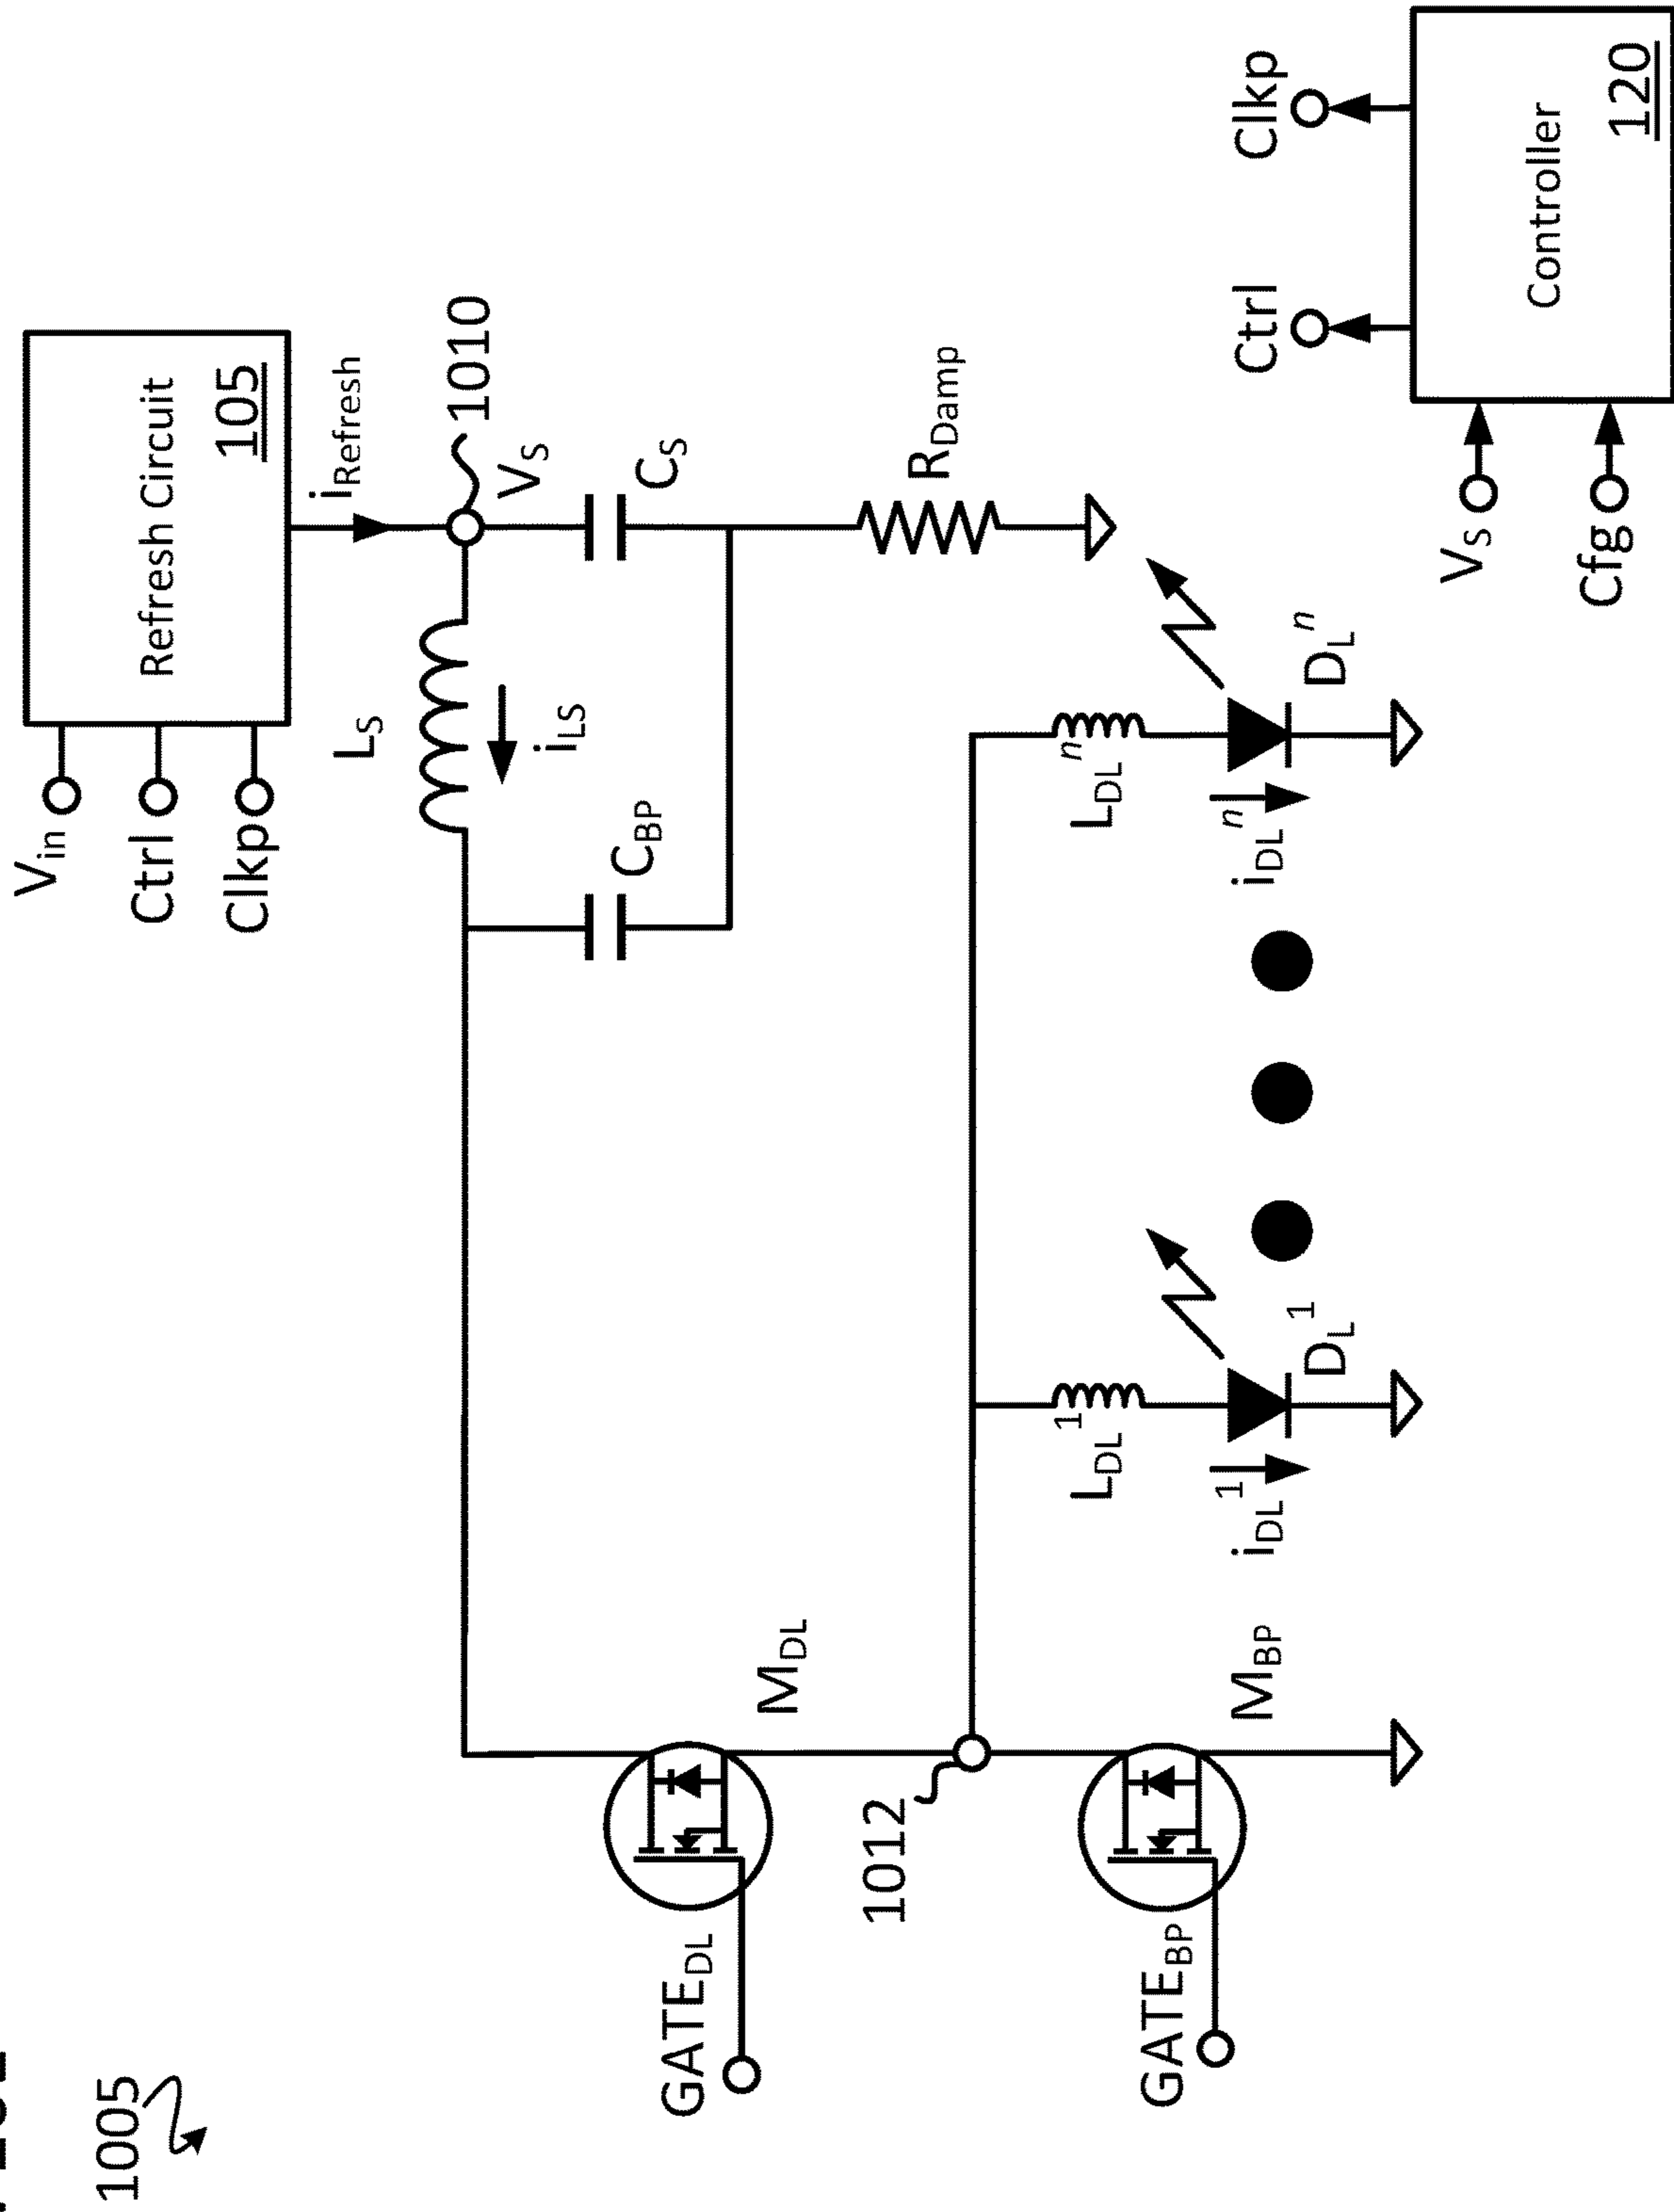 1005
V_in
Ctrl
Clkp
Refresh Circuit
105
i_Refresh
1010
V_S
L_S
i_LS
C_BP
C_S
R_Damp
GATE_DL
M_DL
1012
GATE_BP
M_BP
L_DL^1
i_DL^1
D_L^1
L_DL^n
i_DL^n
D_L^n
V_S
Cfg
Ctrl
Clkp
Controller
120